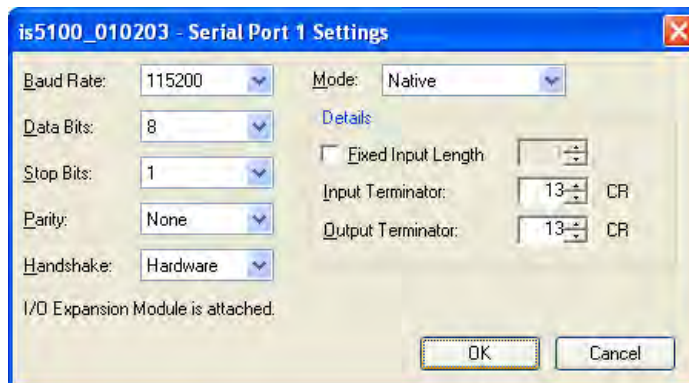 is5100_010203 - Serial Port 1 Settings
Baud Rate: 115200
Data Bits: 8
Stop Bits: 1
Parity: None
Handshake: Hardware
I/O Expansion Module is attached.
Mode: Native
Details
Fixed Input Length 1
Input Terminator: 13 CR
Output Terminator: 13 CR
OK Cancel